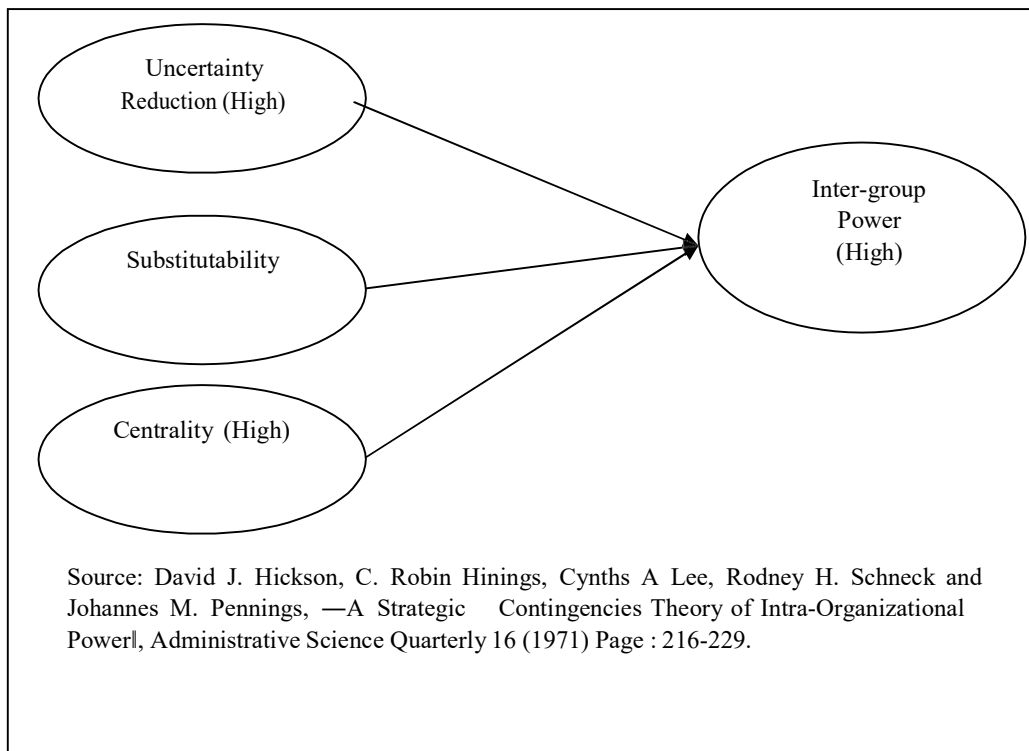 Uncertainty
Reduction (High)
Inter-group
Power
(High)
Substitutability
Centrality (High)
Source: David J. Hickson, C. Robin Hinings, Cynths A Lee, Rodney H. Schneck and
Johannes M. Pennings, ―A Strategic Contingencies Theory of Intra-Organizational
Power‖, Administrative Science Quarterly 16 (1971) Page : 216-229.